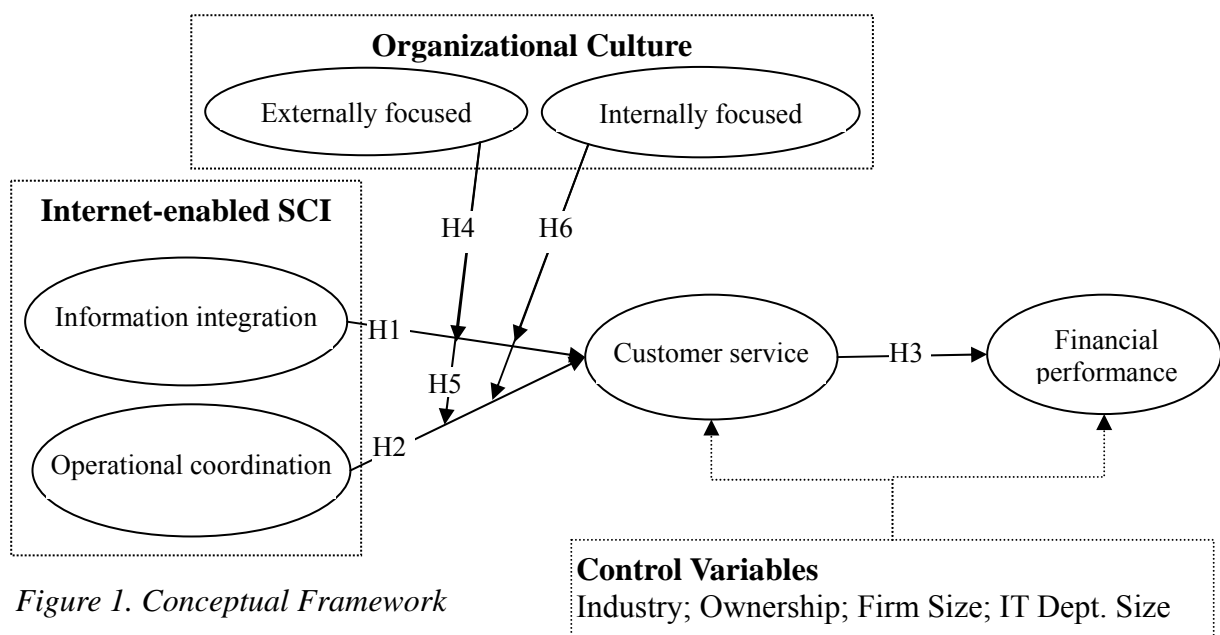 Organizational Culture
Externally focused
Internally focused
Internet-enabled SCI
H4
H6
Information integration
H1
Customer service
H3
Financial
performance
H5
H2
Operational coordination
Control Variables
Industry; Ownership; Firm Size; IT Dept. Size
Figure 1. Conceptual Framework